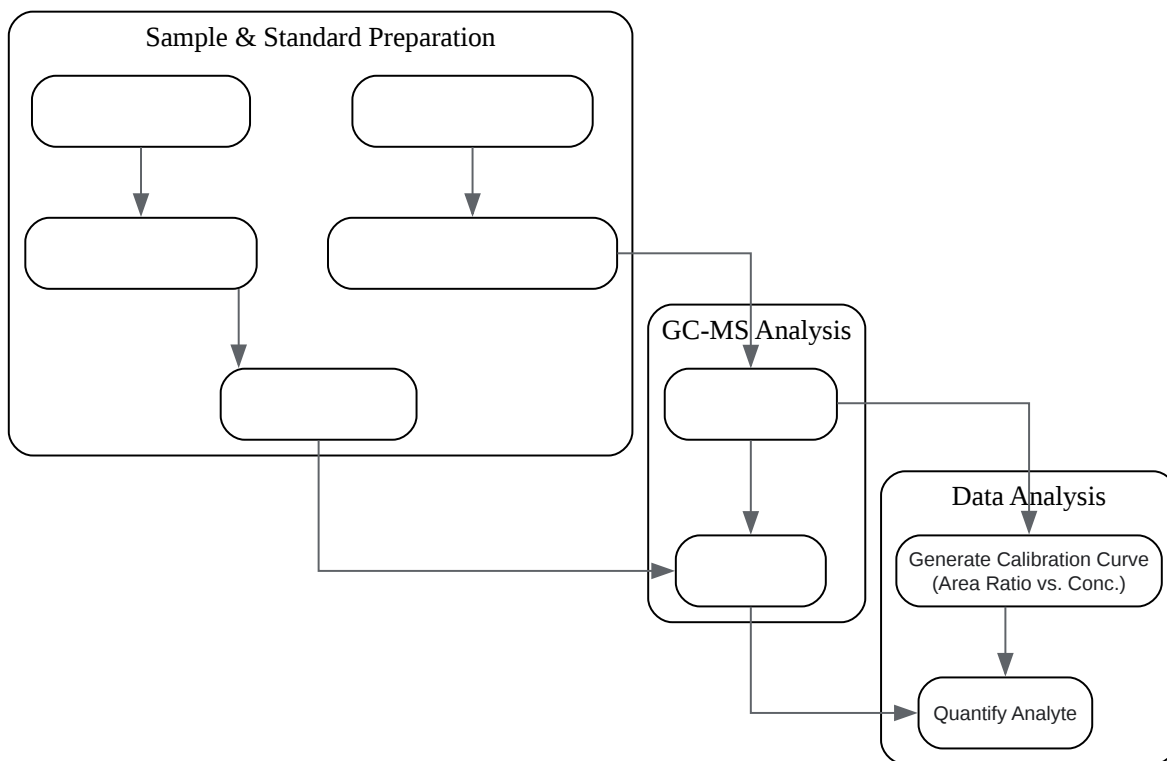 Sample & Standard Preparation
GC-MS Analysis
Data Analysis
Generate Calibration Curve
(Area Ratio vs. Conc.)
Quantify Analyte